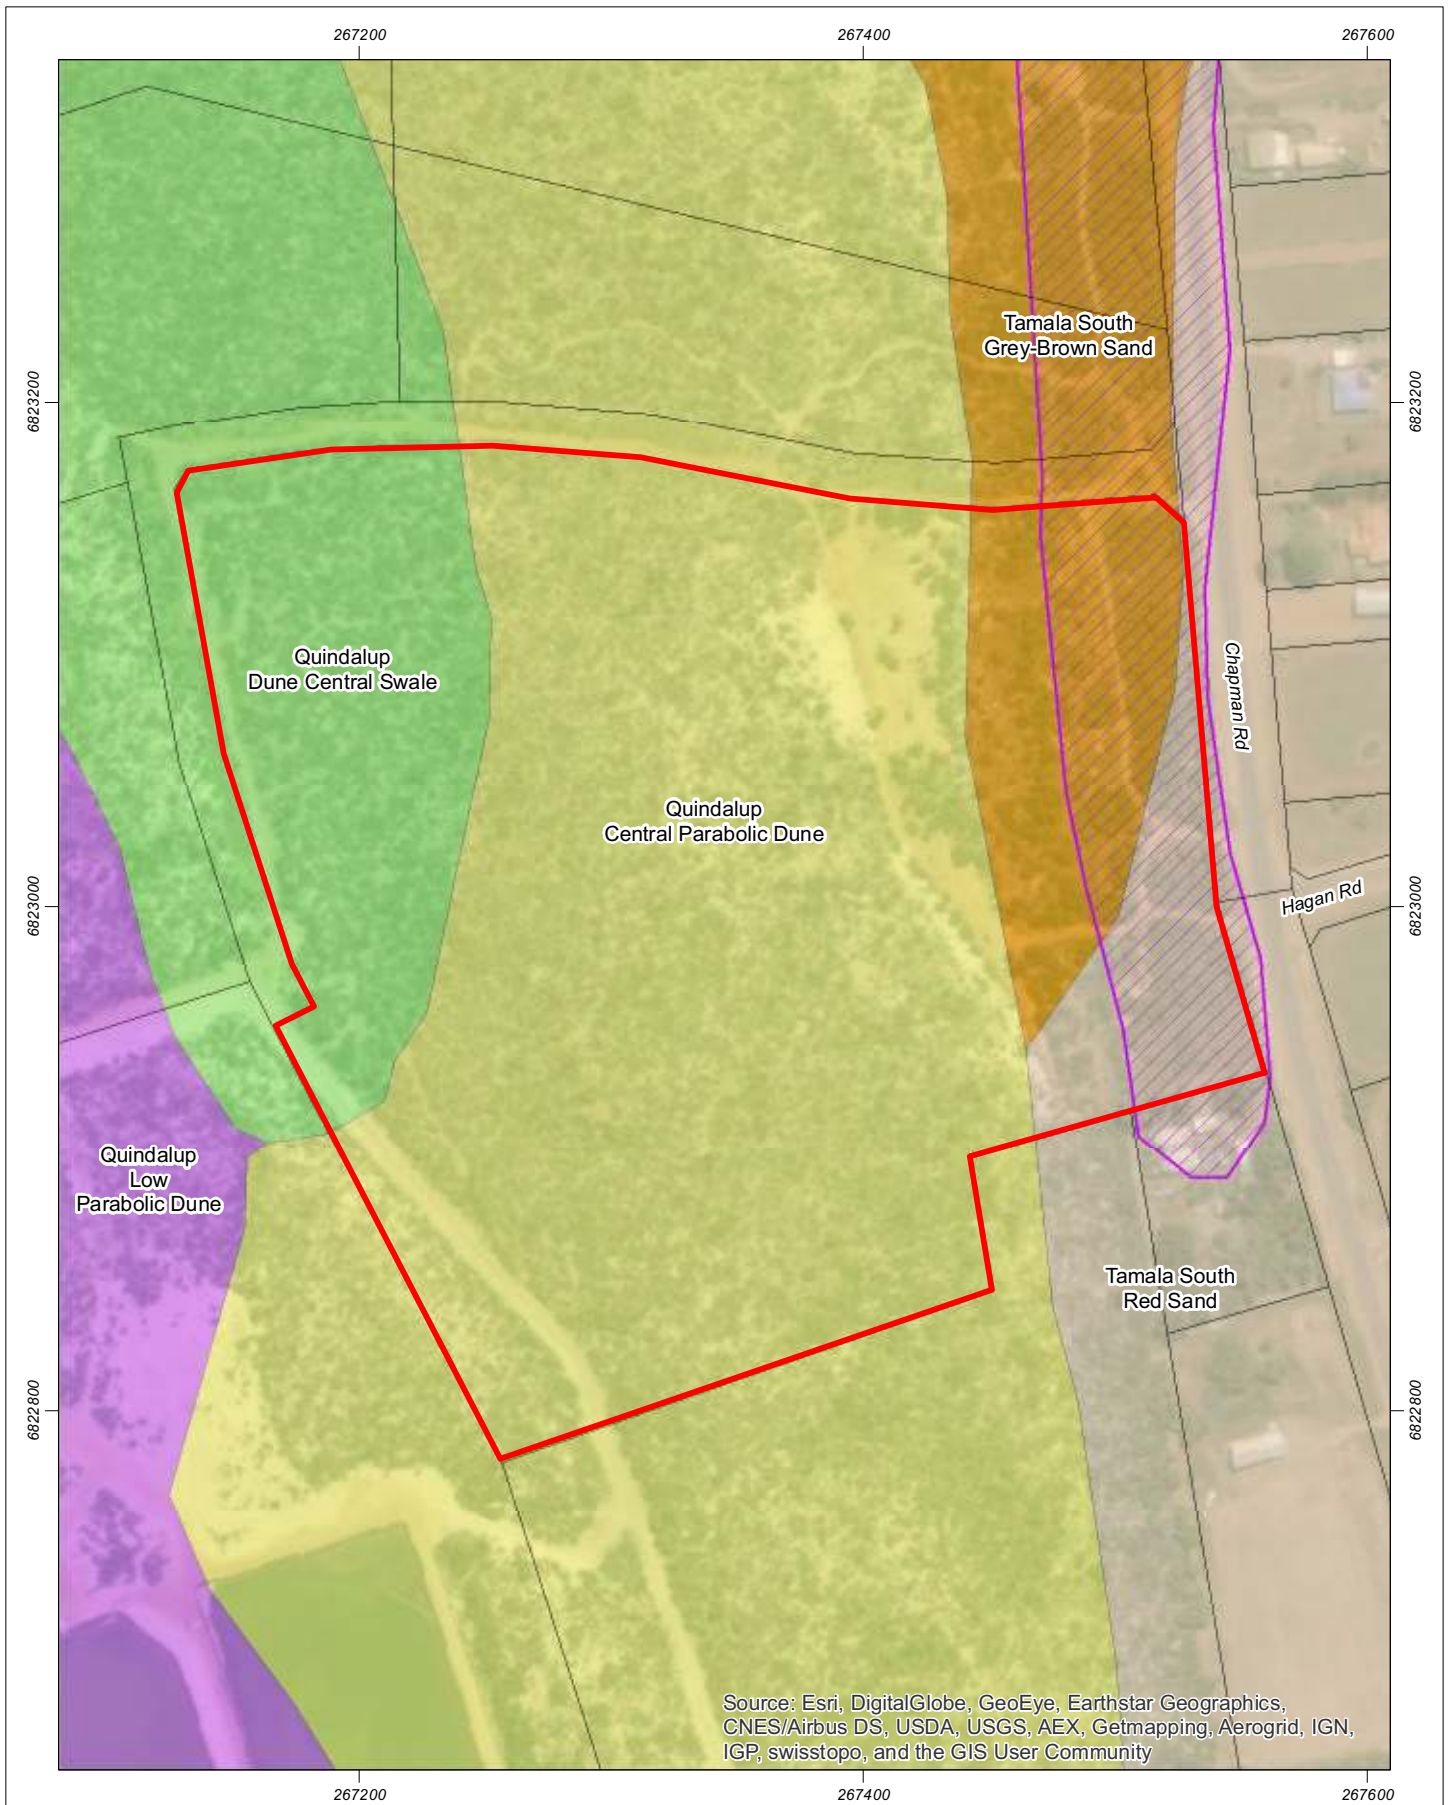 267200
267400
267600
Tamala South
Grey-Brown Sand
6823200
6823200
Quindalup
Dune Central Swale
Chapman Rd
Quindalup
Central Parabolic Dune
6823000
Hagan Rd
6823000
Quindalup
Low
Parabolic Dune
Tamala South
Red Sand
6822800
6822800
Source: Esri, DigitalGlobe, GeoEye, Earthstar Geographics,
CNES/Airbus DS, USDA, USGS, AEX, Getmapping, Aerogrid, IGN,
IGP, swisstopo, and the GIS User Community
267200
267400
267600